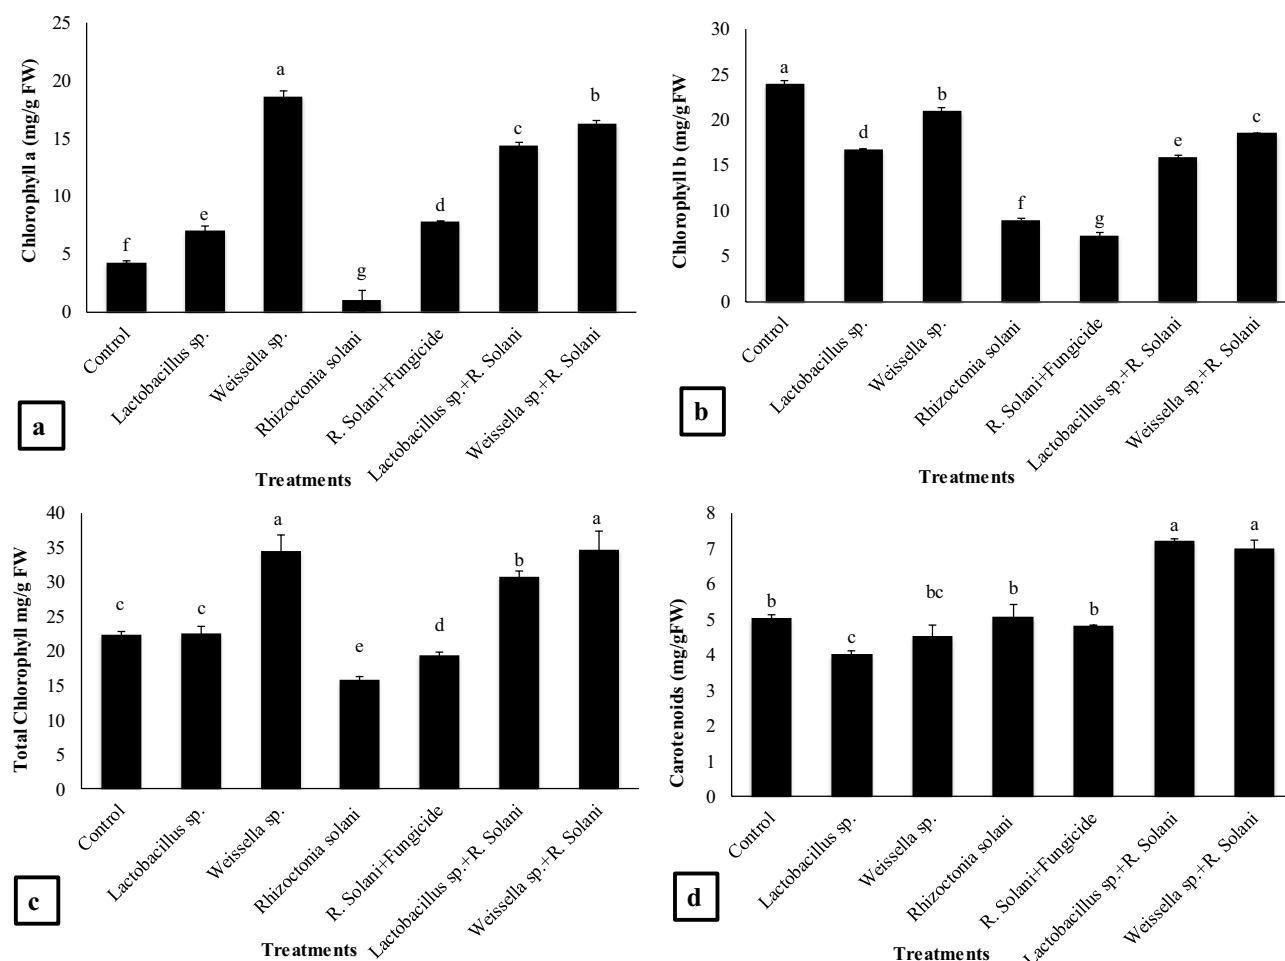 25
20
15
10
5
0
Chlorophyll a (mg/g FW)
f
e
a
g
d
c
b
Control
Lactobacillus sp.
Weissella sp.
Rhizoctonia solani
R. Solani+Fungicide
Lactobacillus sp.+R. Solani
Weissella sp.+R. Solani
Treatments
a
30
25
20
15
10
5
0
Chlorophyll b (mg/gFW
a
d
b
f
g
e
c
Control
Lactobacillus sp.
Weissella sp.
Rhizoctonia solani
R. Solani+Fungicide
Lactobacillus sp.+R. Solani
Weissella sp.+R. Solani
Treatments
b
40
35
30
25
20
15
10
5
0
Total Chlorophyll mg/g FW
c
c
a
e
d
b
a
Control
Lactobacillus sp.
Weissella sp.
Rhizoctonia solani
R. Solani+Fungicide
Lactobacillus sp.+R. Solani
Weissella sp.+R. Solani
Treatments
c
8
7
6
5
4
3
2
1
0
Carotenoids (mg/gFW)
b
c
bc
b
b
a
a
Control
Lactobacillus sp.
Weissella sp.
Rhizoctonia solani
R. Solani+Fungicide
Lactobacillus sp.+R. Solani
Weissella sp.+R. Solani
Treatments
d